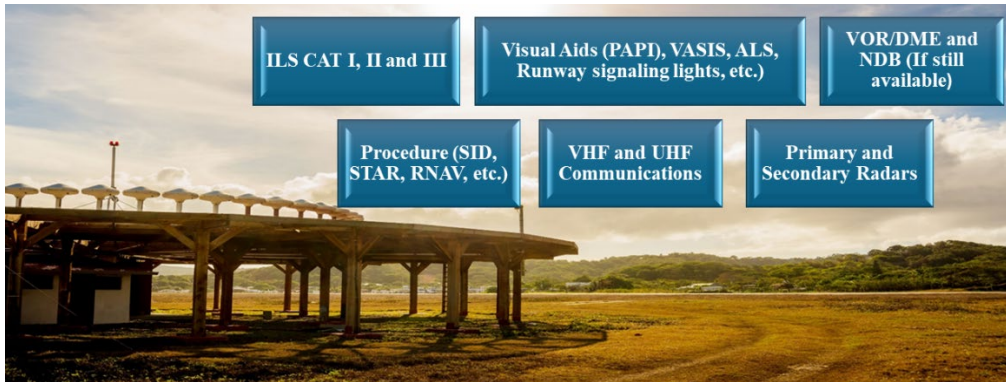 ILS CAT I, II and III
Visual Aids (PAPI), VASIS, ALS,
Runway signaling lights, etc.)
VOR/DME and
NDB (If still
available)
Procedure (SID,
STAR, RNAV, etc.)
VHF and UHF
Communications
Primary and
Secondary Radars